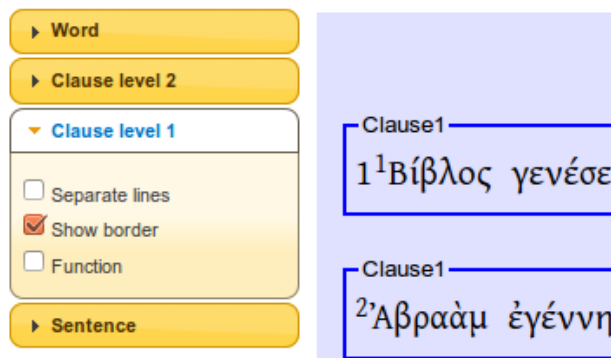 Word
Clause level 2
Clause level 1
Separate lines
Show border
Function
Sentence
Clause1
1¹Βίβλος
Clause1
²Ἀβραὰμ